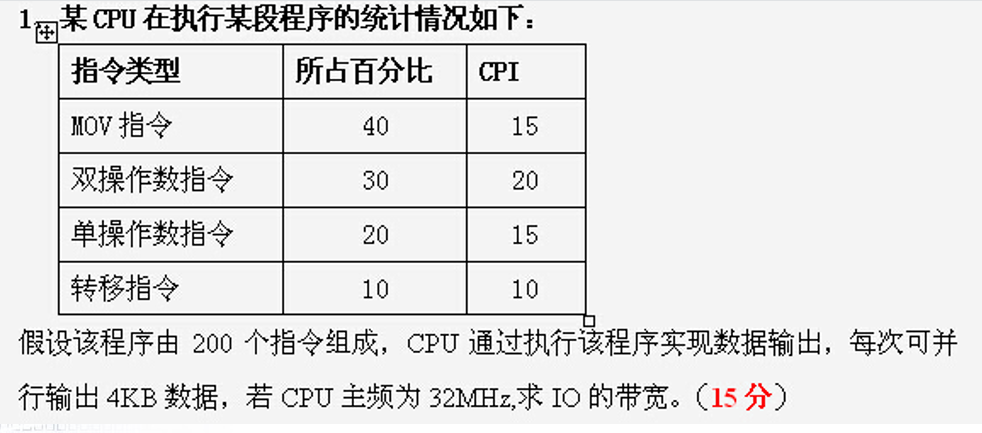 1、某 CPU 在执行某段程序的统计情况如下：
指令类型 所占百分比 CPI
MOV 指令 40 15
双操作数指令 30 20
单操作数指令 20 15
转移指令 10 10
假设该程序由 200 个指令组成，CPU 通过执行该程序实现数据输出，每次可并
行输出 4KB 数据，若 CPU 主频为 32MHz,求 IO 的带宽。（15 分）